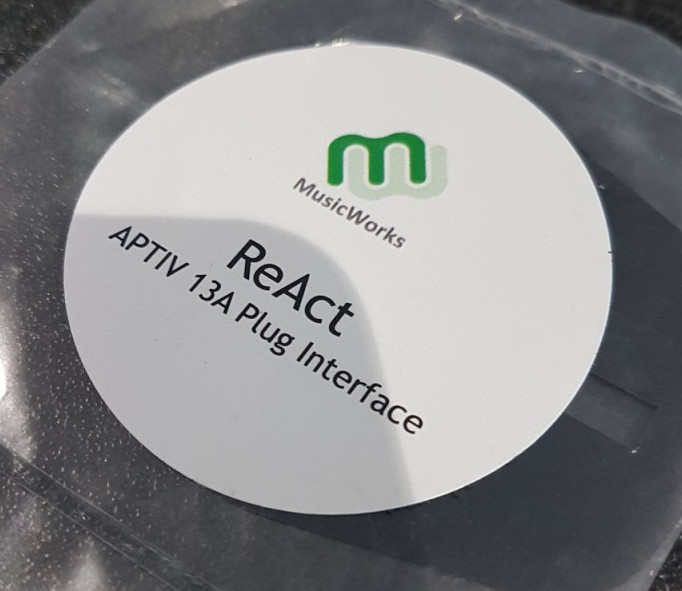 MusicWorks
ReAct
APTIV 13A Plug Interface